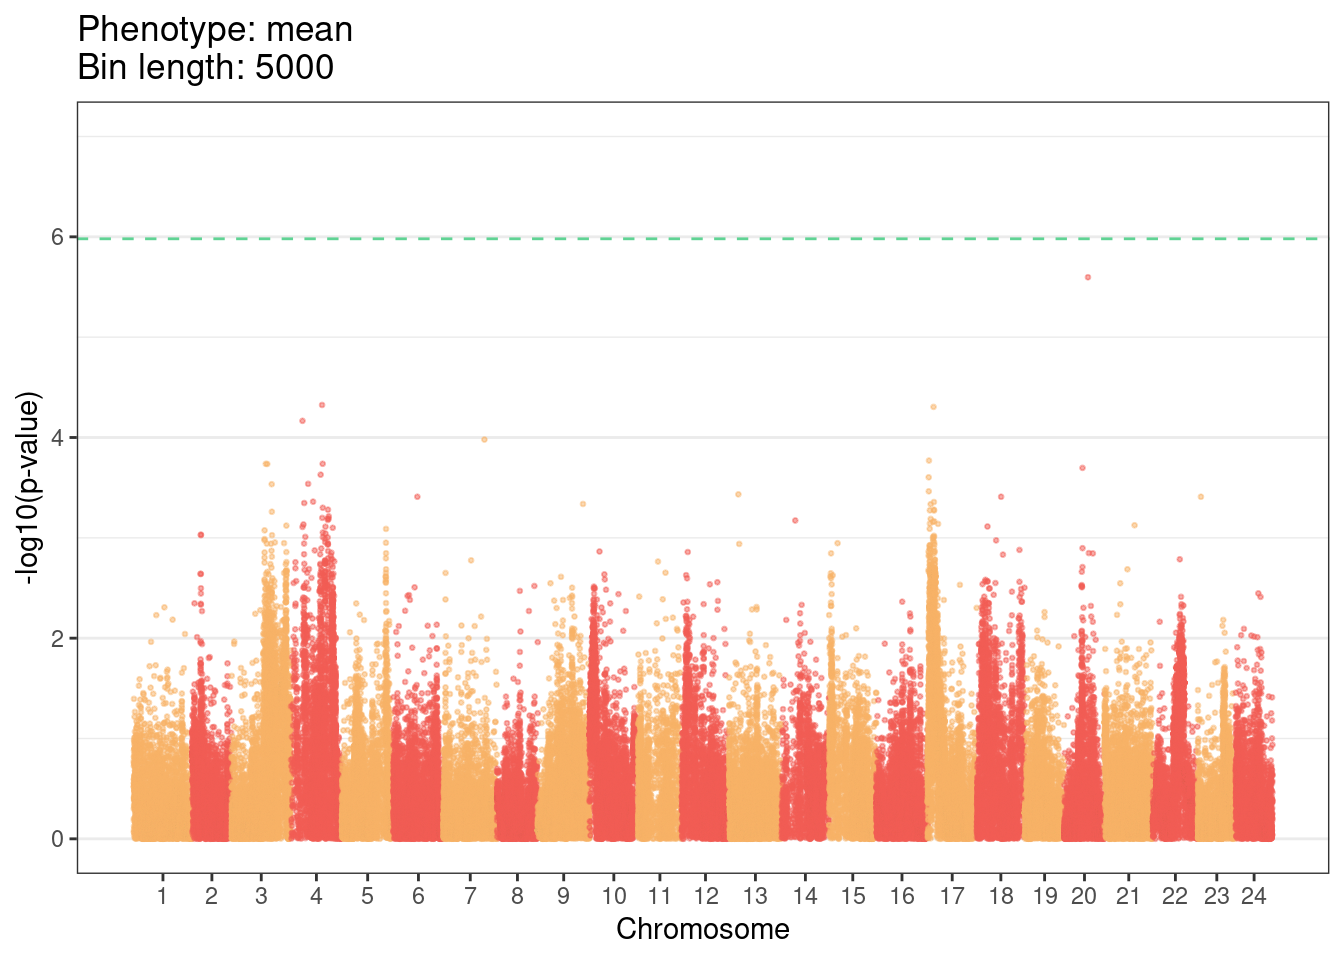 Phenotype: mean
Bin length: 5000
6
4
2
0
-log10(p-value)
1 2 3 4 5 6 7 8 9 10 11 12 13 14 15 16 17 18 19 20 21 22 23 24
Chromosome